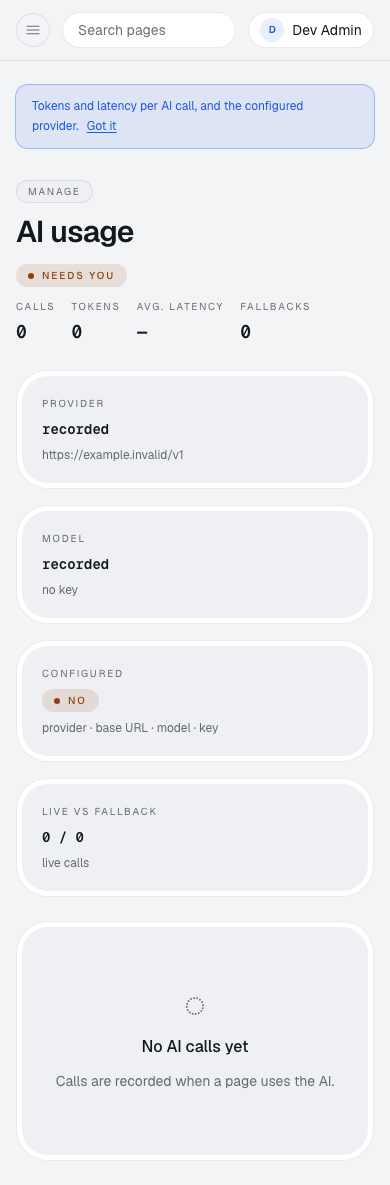 Search pages
D
Dev Admin
Tokens and latency per AI call, and the configured
provider. Got it
MANAGE
AI usage
NEEDS YOU
CALLS TOKENS AVG. LATENCY FALLBACKS
0 0 – 0
PROVIDER
recorded
https://example.invalid/v1
MODEL
recorded
no key
CONFIGURED
NO
provider · base URL · model · key
LIVE VS FALLBACK
0 / 0
live calls
No AI calls yet
Calls are recorded when a page uses the AI.